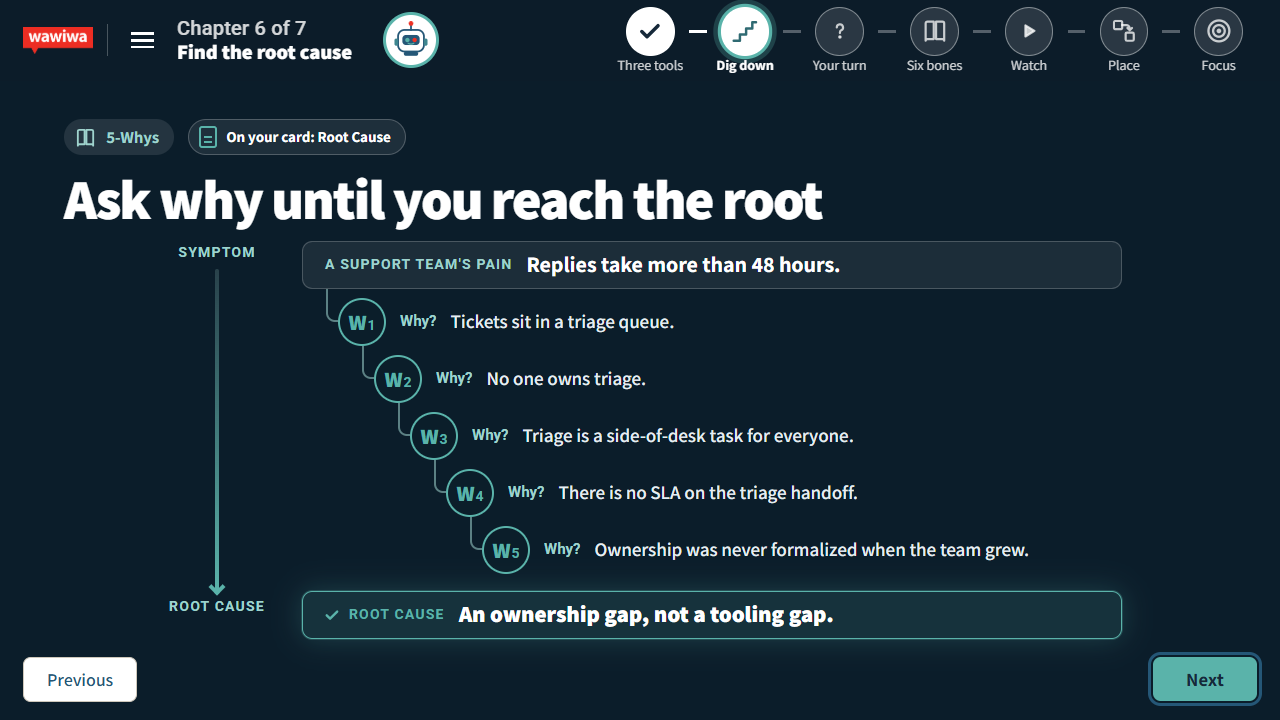 wawiwa
Chapter 6 of 7
Find the root cause
Three tools
Dig down
?
Your turn
Six bones
Watch
Place
Focus
5-Whys
On your card: Root Cause
Ask why until you reach the root
SYMPTOM
A SUPPORT TEAM'S PAIN Replies take more than 48 hours.
W1 Why? Tickets sit in a triage queue.
W2 Why? No one owns triage.
W3 Why? Triage is a side-of-desk task for everyone.
W4 Why? There is no SLA on the triage handoff.
W5 Why? Ownership was never formalized when the team grew.
ROOT CAUSE
ROOT CAUSE An ownership gap, not a tooling gap.
Previous
Next